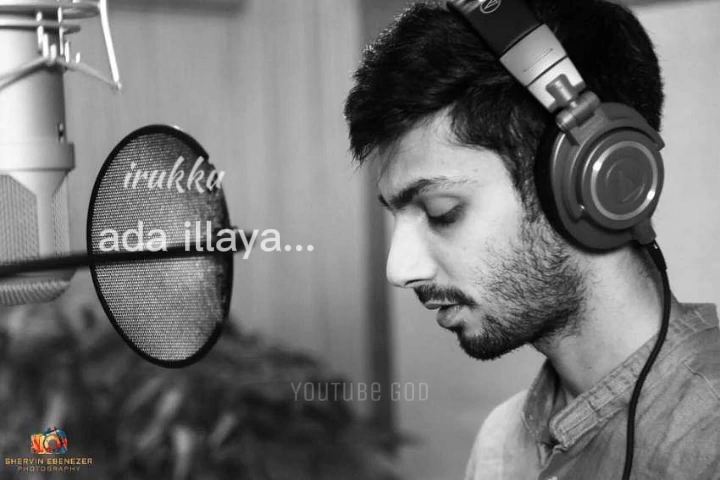 irukka
ada illaya...
YOUTUBE GOD
SHERVIN EBENEZER
PHOTOGRAPHY